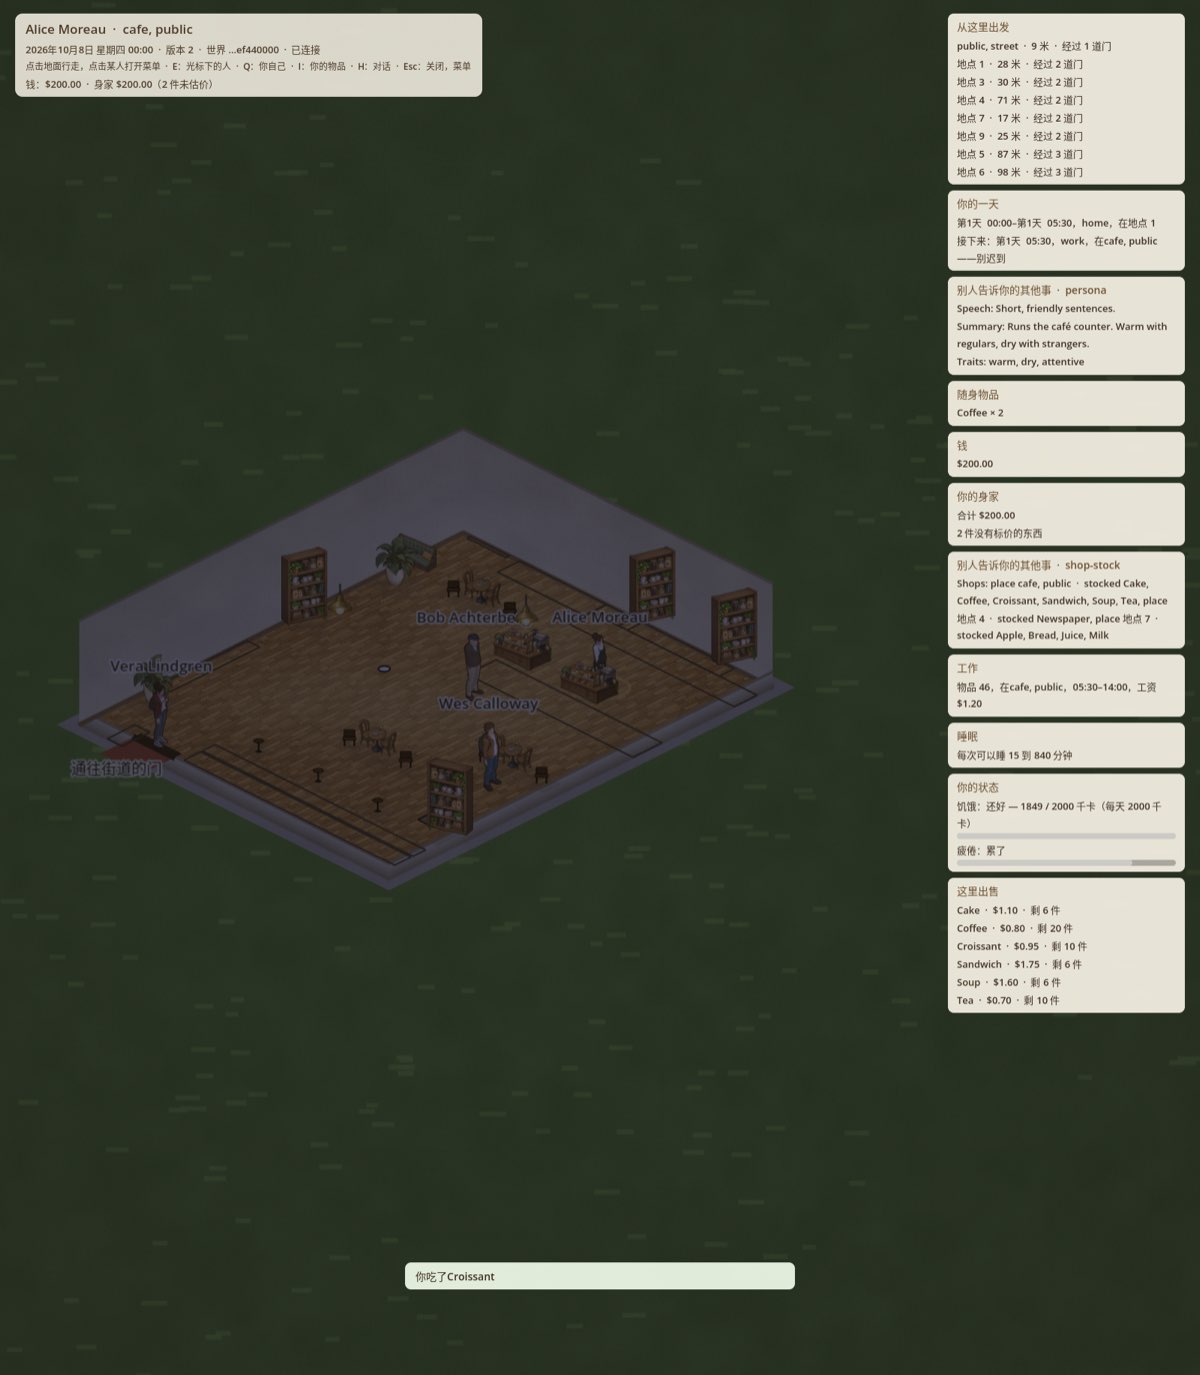 Alice Moreau · cafe, public
2026年10月8日 星期四 00:00 · 版本 2 · 世界 …ef440000 · 已连接
点击地面行走，点击某人打开菜单 · E：光标下的人 · Q：你自己 · I：你的物品 · H：对话 · Esc：关闭，菜单
钱：$200.00 · 身家 $200.00（2 件未估价）
从这里出发
public, street · 9 米 · 经过 1 道门
地点 1 · 28 米 · 经过 2 道门
地点 3 · 30 米 · 经过 2 道门
地点 4 · 71 米 · 经过 2 道门
地点 7 · 17 米 · 经过 2 道门
地点 9 · 25 米 · 经过 2 道门
地点 5 · 87 米 · 经过 3 道门
地点 6 · 98 米 · 经过 3 道门
你的一天
第1天 00:00–第1天 05:30，home，在地点 1
接下来：第1天 05:30，work，在cafe, public
——别迟到
别人告诉你的其他事 · persona
Speech: Short, friendly sentences.
Summary: Runs the café counter. Warm with
regulars, dry with strangers.
Traits: warm, dry, attentive
随身物品
Coffee × 2
钱
$200.00
你的身家
合计 $200.00
2 件没有标价的东西
别人告诉你的其他事 · shop-stock
Shops: place cafe, public · stocked Cake,
Coffee, Croissant, Sandwich, Soup, Tea, place
地点 4 · stocked Newspaper, place 地点 7 ·
stocked Apple, Bread, Juice, Milk
工作
物品 46，在cafe, public，05:30–14:00，工资
$1.20
睡眠
每次可以睡 15 到 840 分钟
你的状态
饥饿：还好 — 1849 / 2000 千卡（每天 2000 千
卡）
疲倦：累了
这里出售
Cake · $1.10 · 剩 6 件
Coffee · $0.80 · 剩 20 件
Croissant · $0.95 · 剩 10 件
Sandwich · $1.75 · 剩 6 件
Soup · $1.60 · 剩 6 件
Tea · $0.70 · 剩 10 件
Bob Achterbe
Alice Moreau
Vera Lindgren
Wes Calloway
通往街道的门
你吃了Croissant